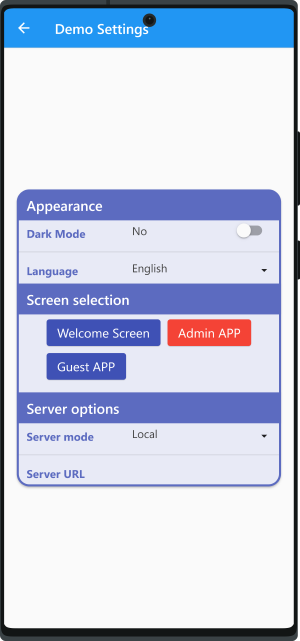 Demo Settings
Appearance
Dark Mode No
Language English
Screen selection
Welcome Screen Admin APP
Guest APP
Server options
Server mode Local
Server URL